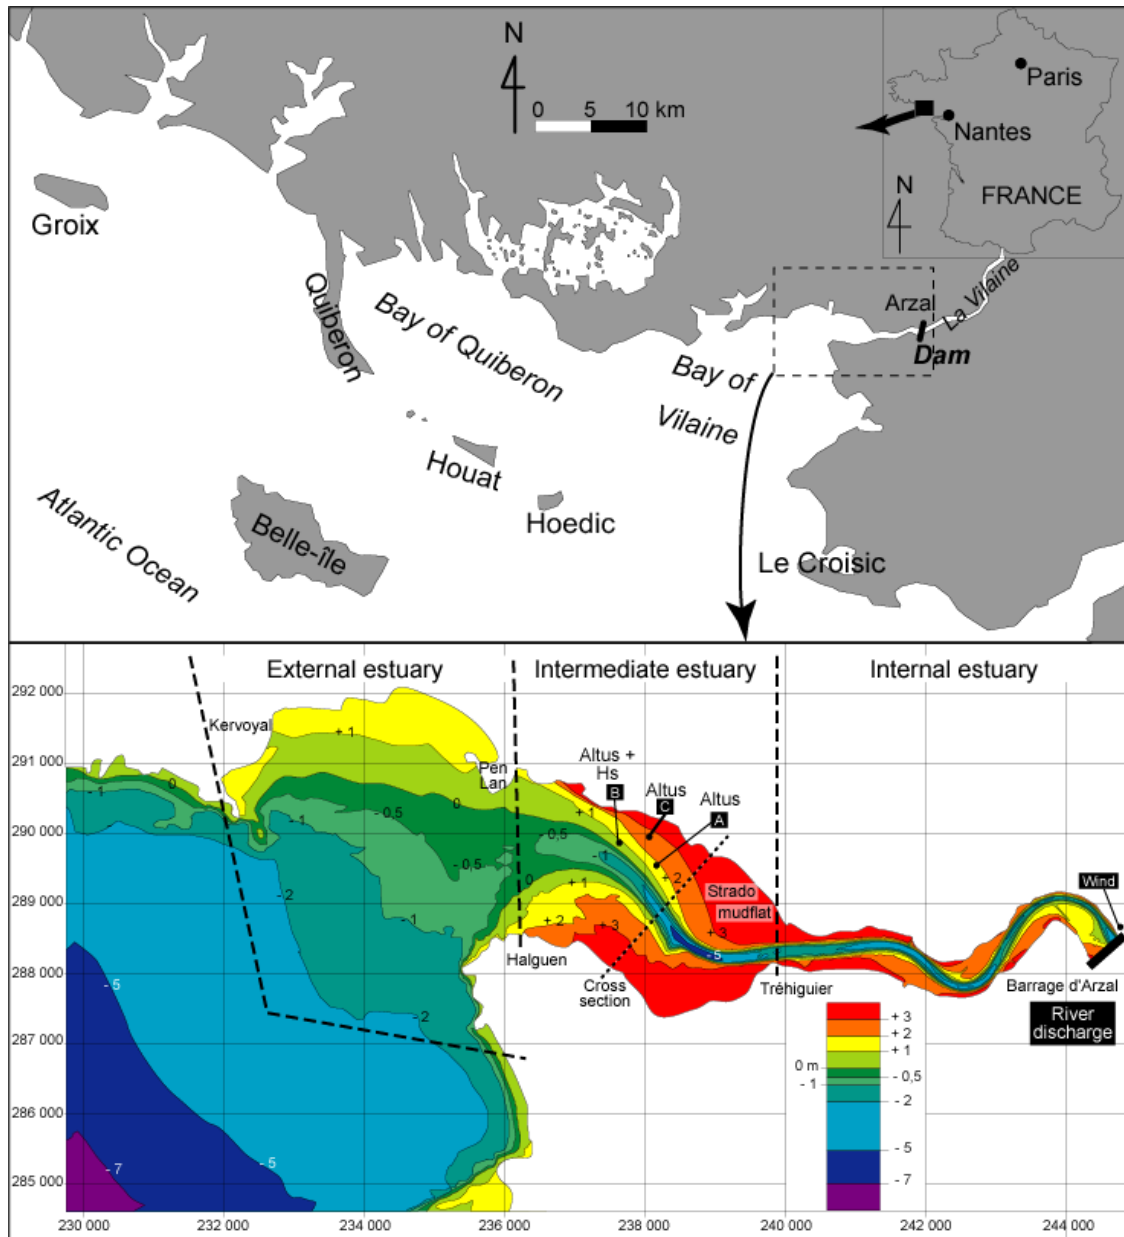 N
0 5 10 km
Paris
Nantes
N
FRANCE
Groix
Quiberon
Bay of Quiberon
Arzal
La Vilaine
Dam
Bay of
Vilaine
Houat
Hoedic
Atlantic Ocean
Belle-île
Le Croisic
External estuary
Intermediate estuary
Internal estuary
292 000
291 000
290 000
289 000
288 000
287 000
286 000
285 000
Kervoyal
+ 1
Pen
Lan
Altus +
Hs
B
Altus
C
Altus
A
0
- 1
- 1
- 0,5
0
- 0,5
- 0,5
+ 1
- 1
- 2
- 1
0
+ 1
+ 2
+ 2
+ 3
+ 3
- 5
Strado
mudflat
Wind
Halguen
Cross
section
Tréhiguier
Barrage d'Arzal
River
discharge
- 5
- 2
- 5
- 7
+ 3
+ 2
+ 1
0 m
- 0,5
- 1
- 2
- 5
- 7
230 000
232 000
234 000
236 000
238 000
240 000
242 000
244 000